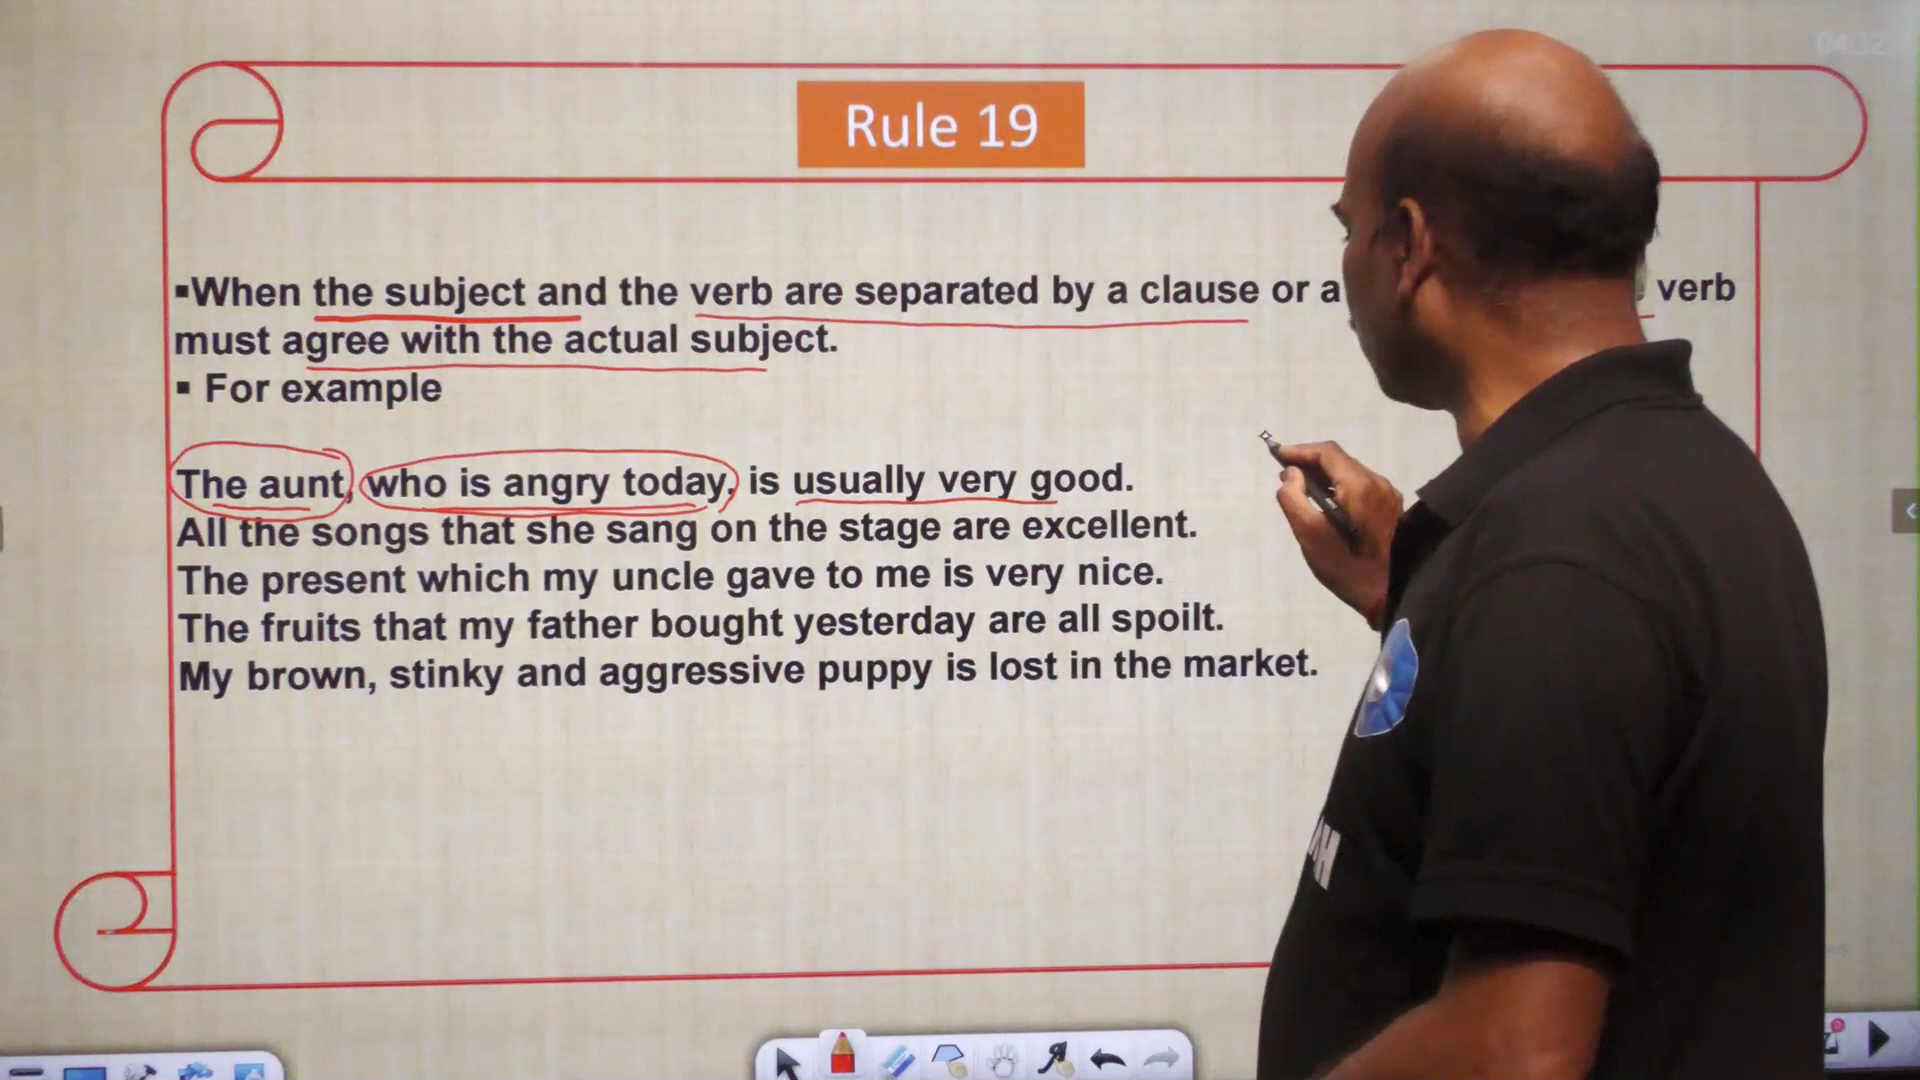 04:32
Rule 19
▪When the subject and the verb are separated by a clause or a verb
must agree with the actual subject.
▪ For example
The aunt, who is angry today, is usually very good.
All the songs that she sang on the stage are excellent.
The present which my uncle gave to me is very nice.
The fruits that my father bought yesterday are all spoilt.
My brown, stinky and aggressive puppy is lost in the market.